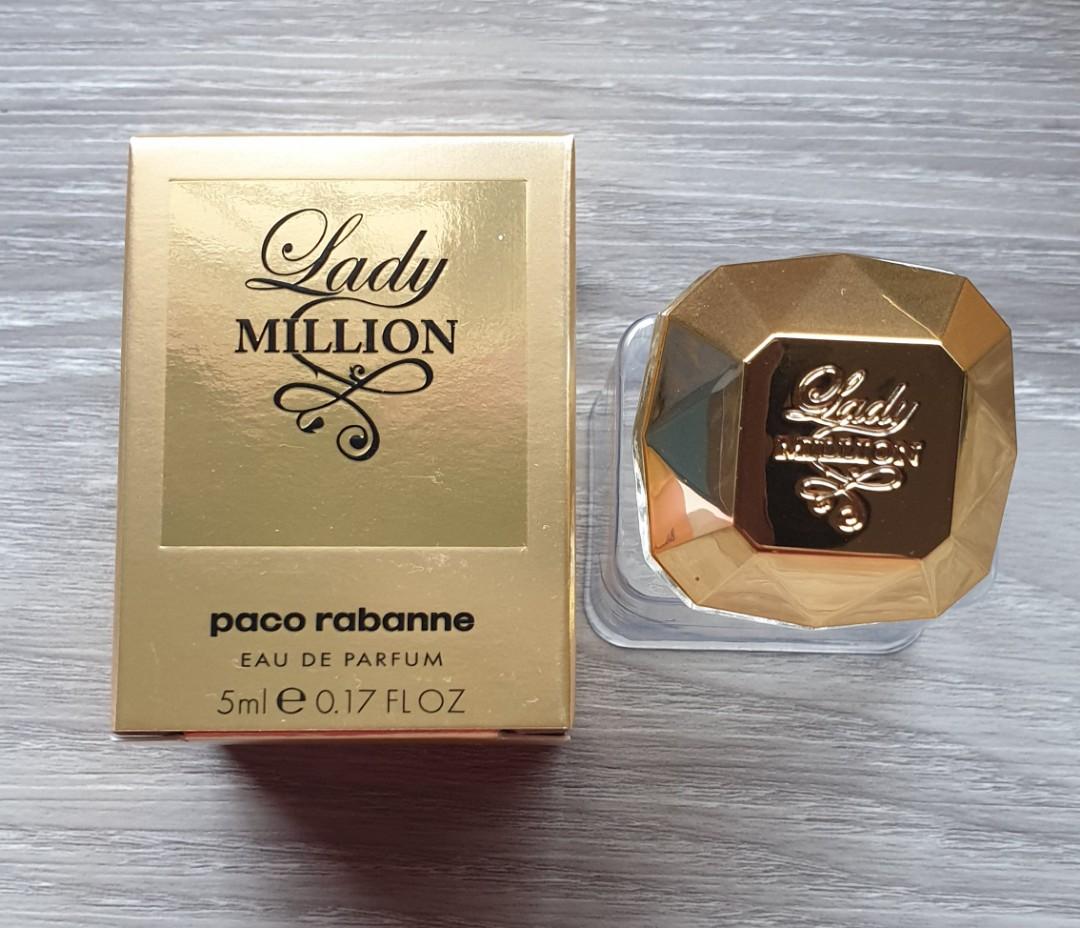 Lady
MILLION
paco rabanne
EAU DE PARFUM
5ml e 0.17 FL OZ
Lady
MILLION